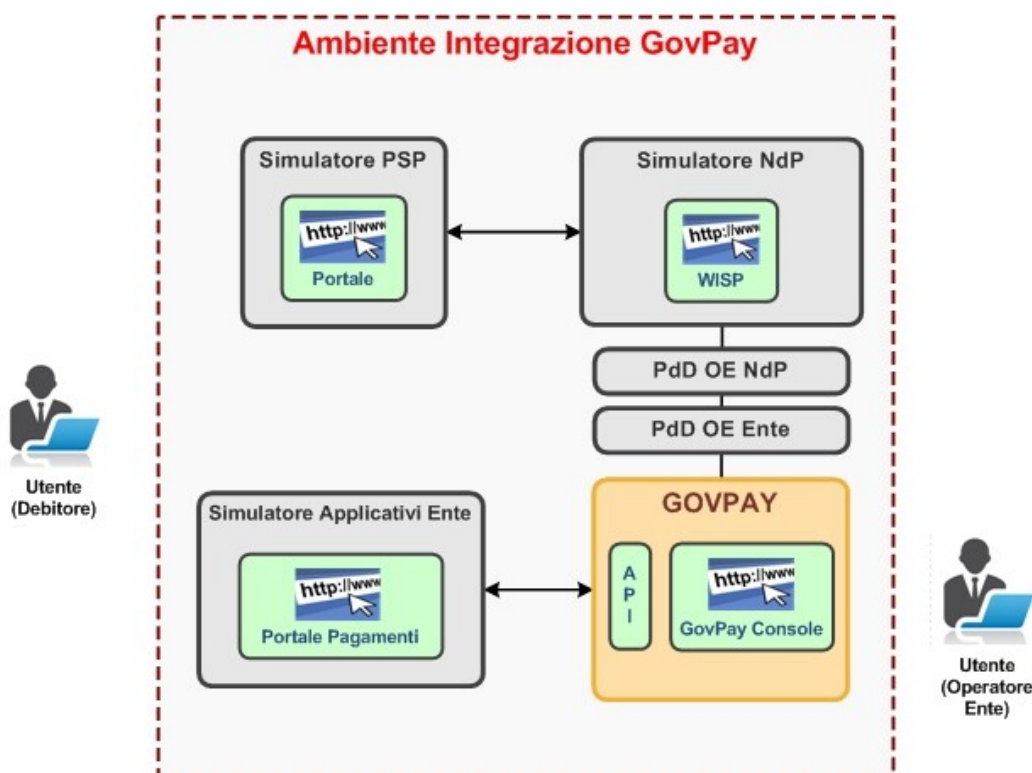 Ambiente Integrazione GovPay
Simulatore PSP
http://www
Portale
Simulatore NdP
http://www
WISP
PdD OE NdP
PdD OE Ente
Utente
(Debitore)
Simulatore Applicativi Ente
http://www
Portale Pagamenti
GOVPAY
A
P
I
http://www
GovPay Console
Utente
(Operatore
Ente)